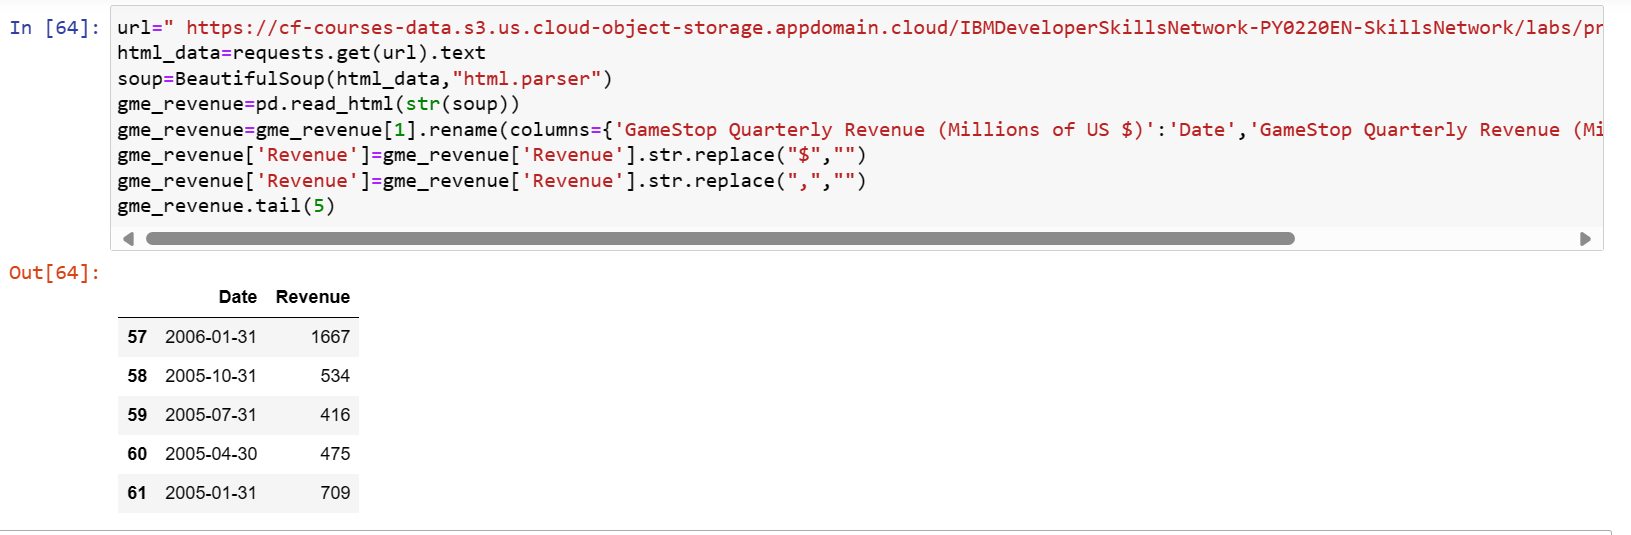 In [64]: url=" https://cf-courses-data.s3.us.cloud-object-storage.appdomain.cloud/IBMDeveloperSkillsNetwork-PY0220EN-SkillsNetwork/labs/pr
html_data=requests.get(url).text
soup=BeautifulSoup(html_data,"html.parser")
gme_revenue=pd.read_html(str(soup))
gme_revenue=gme_revenue[1].rename(columns={'GameStop Quarterly Revenue (Millions of US $)':'Date','GameStop Quarterly Revenue (Mi
gme_revenue['Revenue']=gme_revenue['Revenue'].str.replace("$","")
gme_revenue['Revenue']=gme_revenue['Revenue'].str.replace(",","")
gme_revenue.tail(5)
Out[64]:
Date Revenue
57 2006-01-31 1667
58 2005-10-31 534
59 2005-07-31 416
60 2005-04-30 475
61 2005-01-31 709